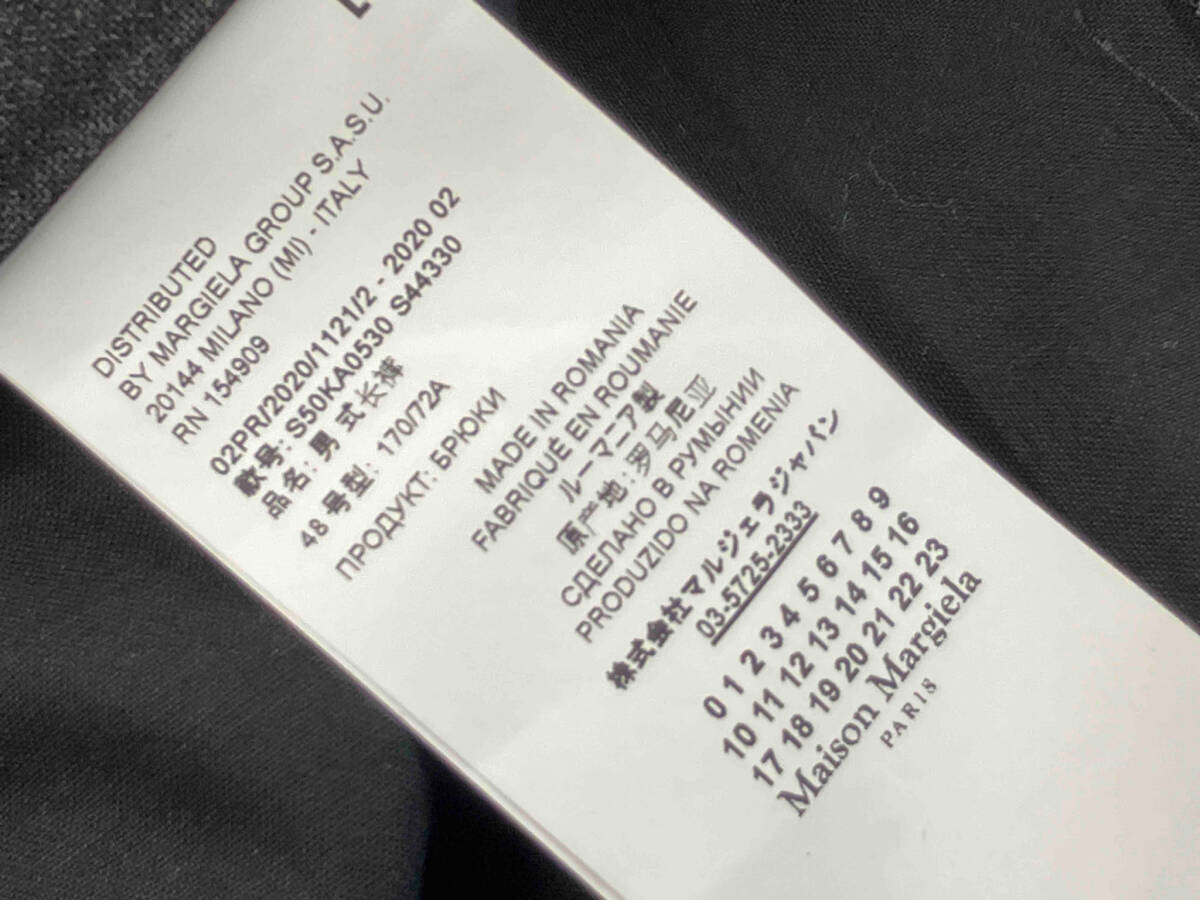 DISTRIBUTED
BY MARGIELA GROUP S.A.S.U.
20144 MILANO (MI) - ITALY
RN 154909
02PR/2020/1121/2 - 2020 02
款号: S50KA0530 S44330
品名: 男 式长裤
48 号型: 170/72A
ПРОДУКТ: БРЮКИ
MADE IN ROMANIA
FABRIQUÉ EN ROUMANIE
ルーマニア製
原产地: 罗马尼亚
СДЕЛАНО В РУМЫНИИ
PRODUZIDO NA ROMENIA
株式会社マルジェラジャパン
03-5725-2333
0 1 2 3 4 5 6 7 8 9
10 11 12 13 14 15 16
17 18 19 20 21 22 23
Maison Margiela
PARIS